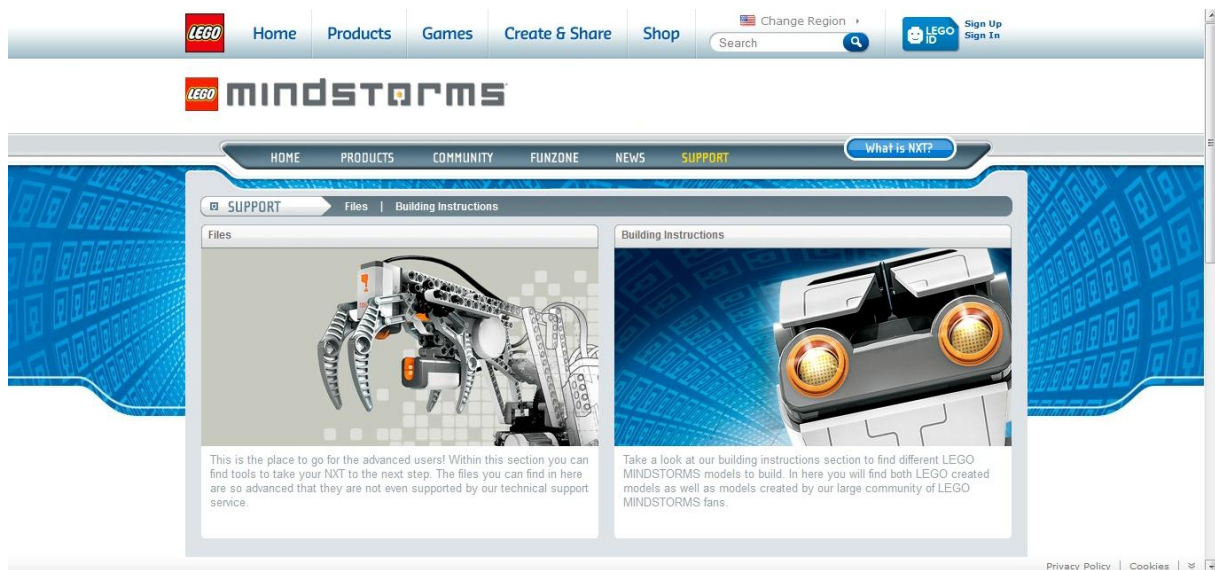 LEGO
Home Products Games Create & Share Shop
Change Region
Search
LEGO ID
Sign Up
Sign In
LEGO mindstorms
HOME PRODUCTS COMMUNITY FUNZONE NEWS SUPPORT
What is NXT?
SUPPORT Files | Building Instructions
Files
This is the place to go for the advanced users! Within this section you can
find tools to take your NXT to the next step. The files you can find in here
are so advanced that they are not even supported by our technical support
service.
Building Instructions
Take a look at our building instructions section to find different LEGO
MINDSTORMS models to build. In here you will find both LEGO created
models as well as models created by our large community of LEGO
MINDSTORMS fans.
Privacy Policy | Cookies |